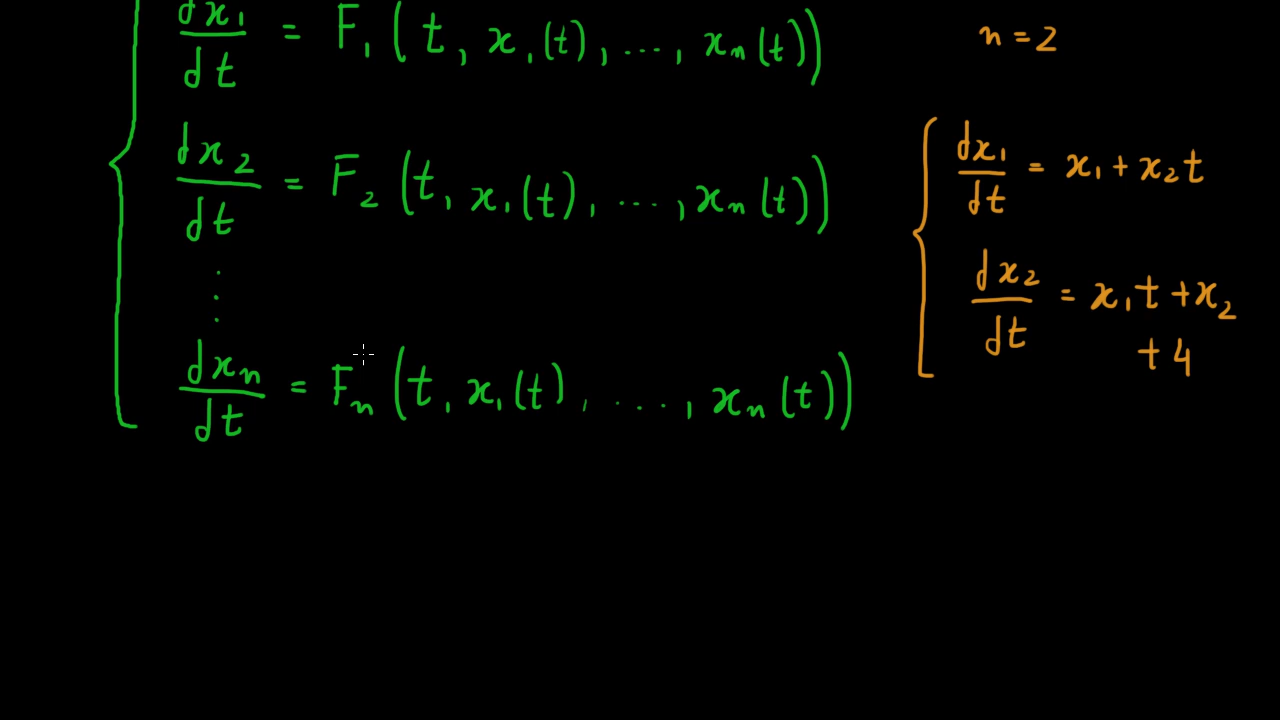 dx₁/dt = F₁(t, x₁(t), ..., xₙ(t))
dx₂/dt = F₂(t, x₁(t), ..., xₙ(t))
⋮
dxₙ/dt = Fₙ(t, x₁(t), ..., xₙ(t))
n = 2
dx₁/dt = x₁ + x₂t
dx₂/dt = x₁t + x₂
+ 4